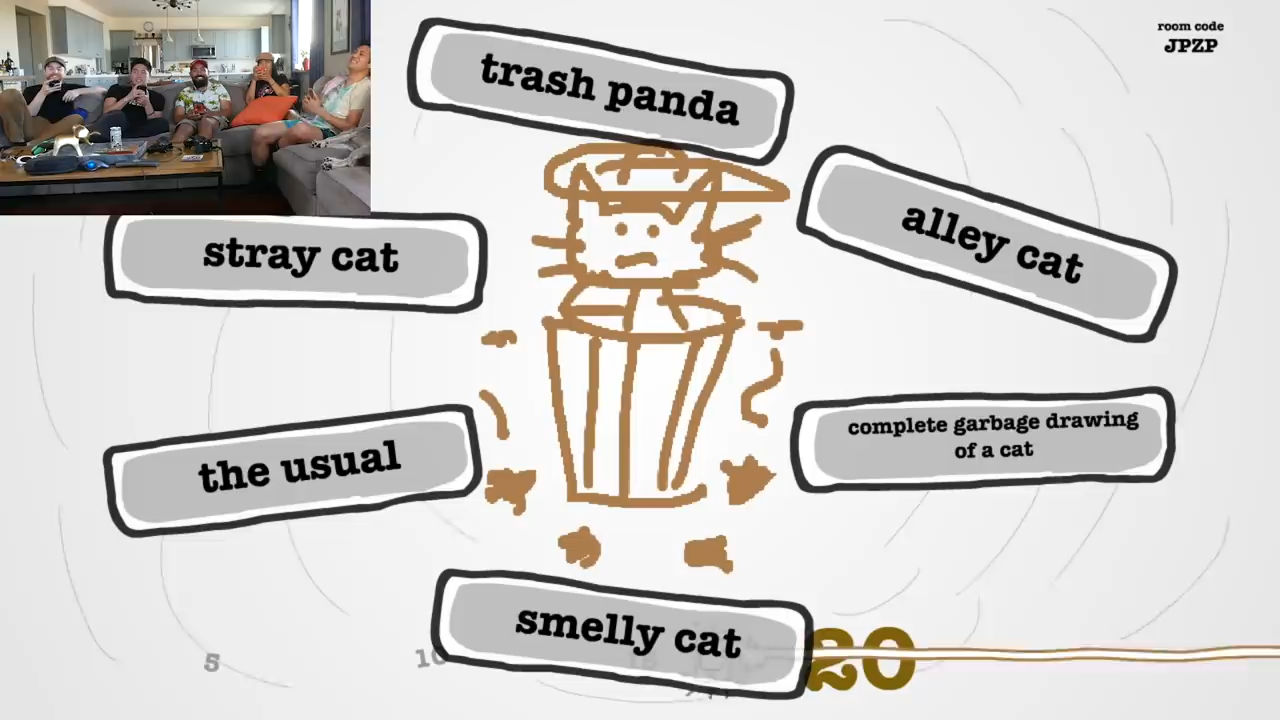 room code
JPZP
trash panda
alley cat
stray cat
complete garbage drawing
of a cat
the usual
smelly cat
5
20